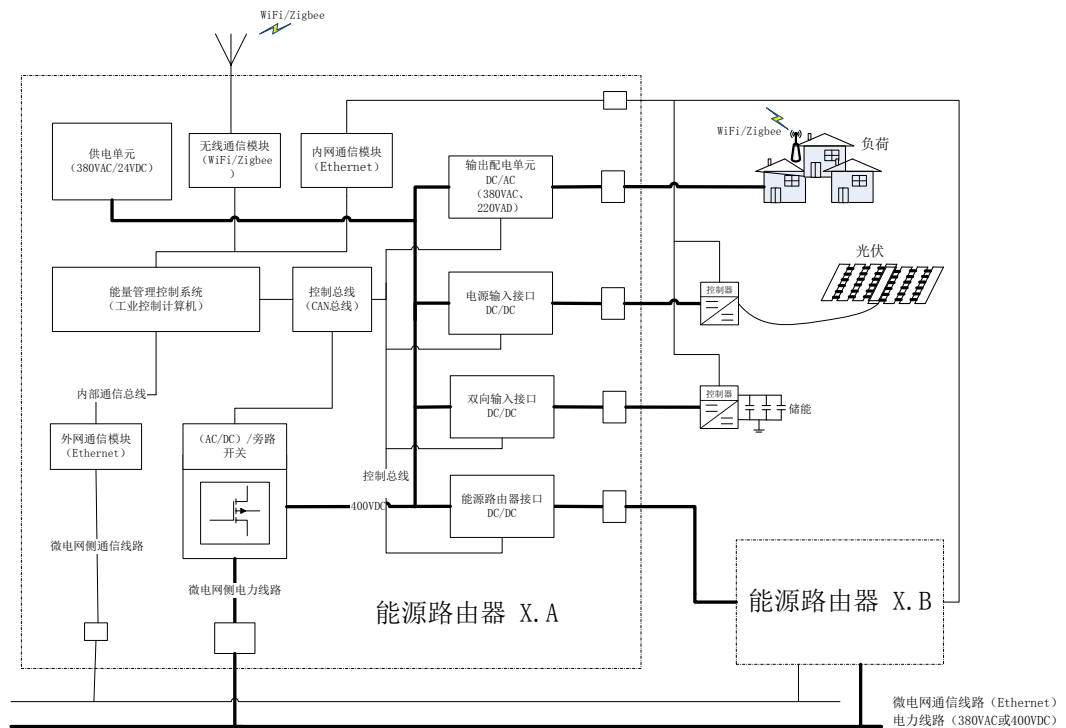 WiFi/Zigbee
供电单元
(380VAC/24VDC)
无线通信模块
(WiFi/Zigbee
)
内网通信模块
(Ethernet)
输出配电单元
DC/AC
(380VAC、
220VAD)
WiFi/Zigbee
负荷
光伏
能量管理控制系统
(工业控制计算机)
控制总线
(CAN总线)
电源输入接口
DC/DC
控制器
内部通信总线
双向输入接口
DC/DC
控制器
储能
外网通信模块
(Ethernet)
(AC/DC)/旁路
开关
控制总线
400VDC
能源路由器接口
DC/DC
微电网侧通信线路
微电网侧电力线路
能源路由器 X.A
能源路由器 X.B
微电网通信线路(Ethernet)
电力线路(380VAC或400VDC)